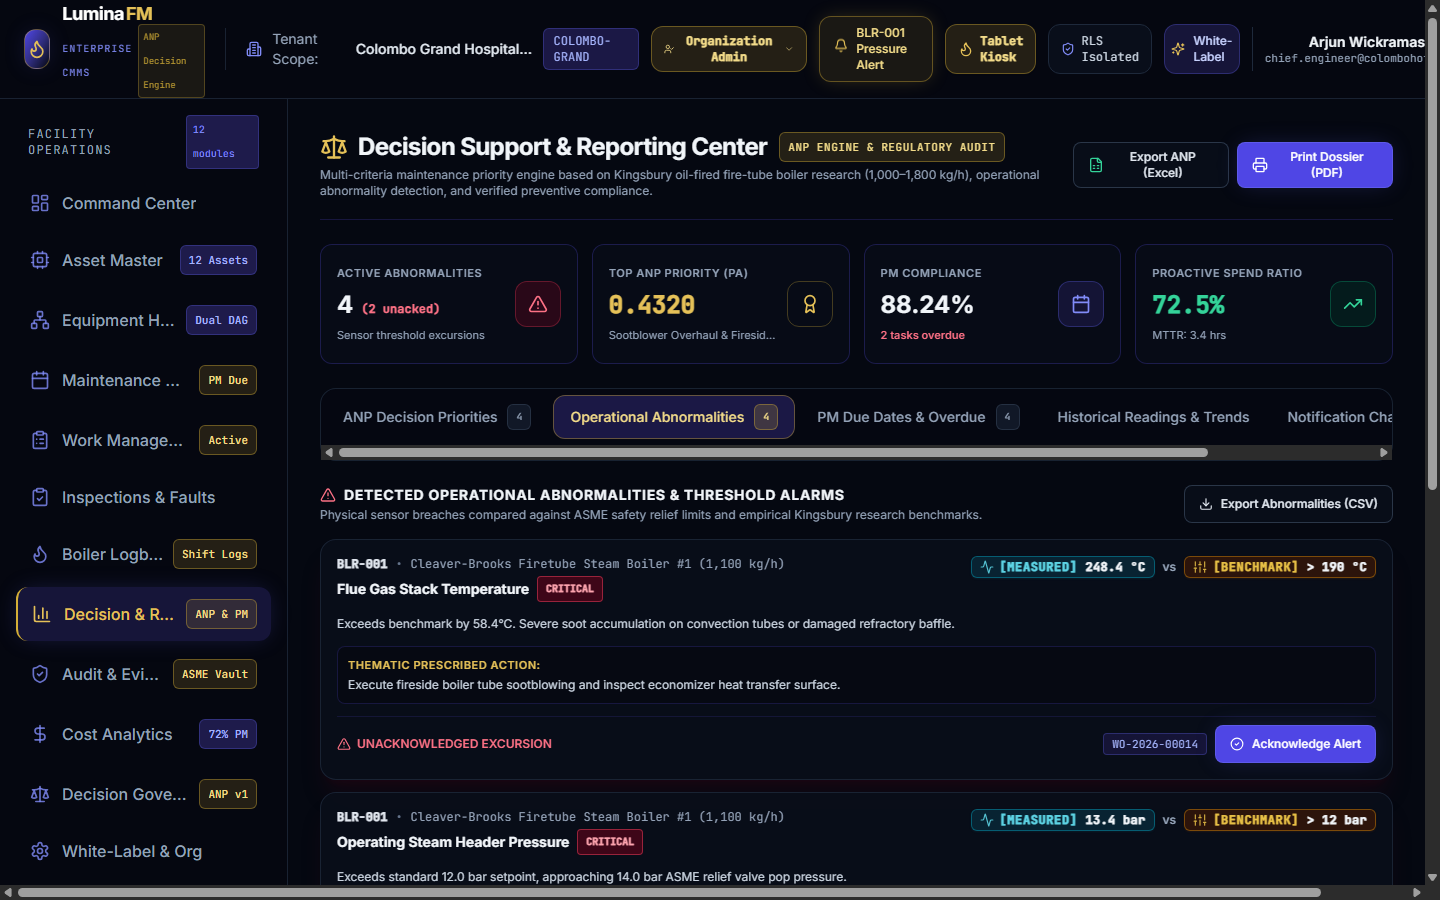 LuminaFM
ENTERPRISE CMMS
ANP Decision Engine
Tenant Scope:
Colombo Grand Hospital...
COLOMBO-GRAND
Organization Admin
BLR-001 Pressure Alert
Tablet Kiosk
RLS Isolated
White-Label
Arjun Wickramas
chief.engineer@colomboho
FACILITY OPERATIONS
12 modules
Command Center
Asset Master
12 Assets
Equipment H...
Dual DAG
Maintenance ...
PM Due
Work Manage...
Active
Inspections & Faults
Boiler Logb...
Shift Logs
Decision & R...
ANP & PM
Audit & Evi...
ASME Vault
Cost Analytics
72% PM
Decision Gove...
ANP v1
White-Label & Org
Decision Support & Reporting Center
ANP ENGINE & REGULATORY AUDIT
Multi-criteria maintenance priority engine based on Kingsbury oil-fired fire-tube boiler research (1,000–1,800 kg/h), operational
abnormality detection, and verified preventive compliance.
Export ANP (Excel)
Print Dossier (PDF)
ACTIVE ABNORMALITIES
4 (2 unacked)
Sensor threshold excursions
TOP ANP PRIORITY (PA)
0.4320
Sootblower Overhaul & Firesid...
PM COMPLIANCE
88.24%
2 tasks overdue
PROACTIVE SPEND RATIO
72.5%
MTTR: 3.4 hrs
ANP Decision Priorities 4
Operational Abnormalities 4
PM Due Dates & Overdue 4
Historical Readings & Trends
Notification Cha
DETECTED OPERATIONAL ABNORMALITIES & THRESHOLD ALARMS
Physical sensor breaches compared against ASME safety relief limits and empirical Kingsbury research benchmarks.
Export Abnormalities (CSV)
BLR-001 • Cleaver-Brooks Firetube Steam Boiler #1 (1,100 kg/h)
[MEASURED] 248.4 °C vs [BENCHMARK] > 190 °C
Flue Gas Stack Temperature CRITICAL
Exceeds benchmark by 58.4°C. Severe soot accumulation on convection tubes or damaged refractory baffle.
THEMATIC PRESCRIBED ACTION:
Execute fireside boiler tube sootblowing and inspect economizer heat transfer surface.
UNACKNOWLEDGED EXCURSION
WO-2026-00014
Acknowledge Alert
BLR-001 • Cleaver-Brooks Firetube Steam Boiler #1 (1,100 kg/h)
[MEASURED] 13.4 bar vs [BENCHMARK] > 12 bar
Operating Steam Header Pressure CRITICAL
Exceeds standard 12.0 bar setpoint, approaching 14.0 bar ASME relief valve pop pressure.